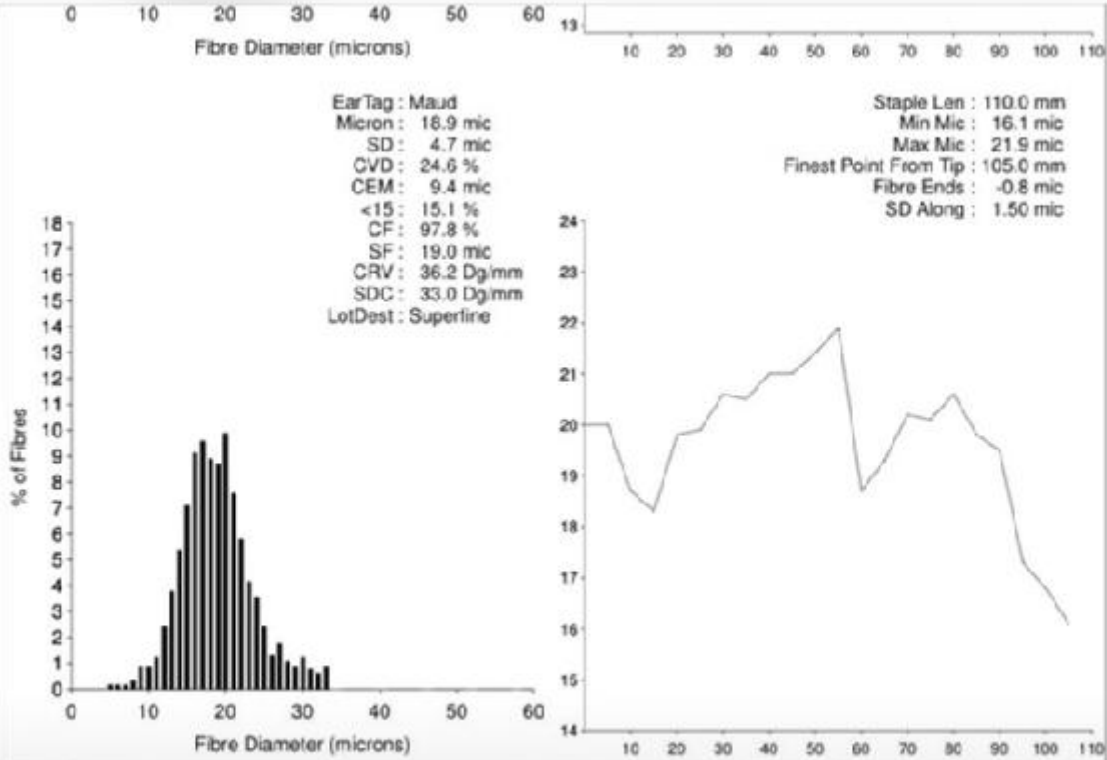 0 10 20 30 40 50 60
Fibre Diameter (microns)
13
10 20 30 40 50 60 70 80 90 100 110
EarTag : Maud
Micron : 18.9 mic
SD : 4.7 mic
CVD : 24.6 %
CEM : 9.4 mic
<15 : 15.1 %
CF : 97.8 %
SF : 19.0 mic
CRV : 36.2 Dg/mm
SDC : 33.0 Dg/mm
LotDest : Superfine
Staple Len : 110.0 mm
Min Mic : 16.1 mic
Max Mic : 21.9 mic
Finest Point From Tip : 105.0 mm
Fibre Ends : -0.8 mic
SD Along : 1.50 mic
18
17
16
15
14
13
12
11
10
9
8
7
6
5
4
3
2
1
0
% of Fibres
0 10 20 30 40 50 60
Fibre Diameter (microns)
24
23
22
21
20
19
18
17
16
15
14
10 20 30 40 50 60 70 80 90 100 110